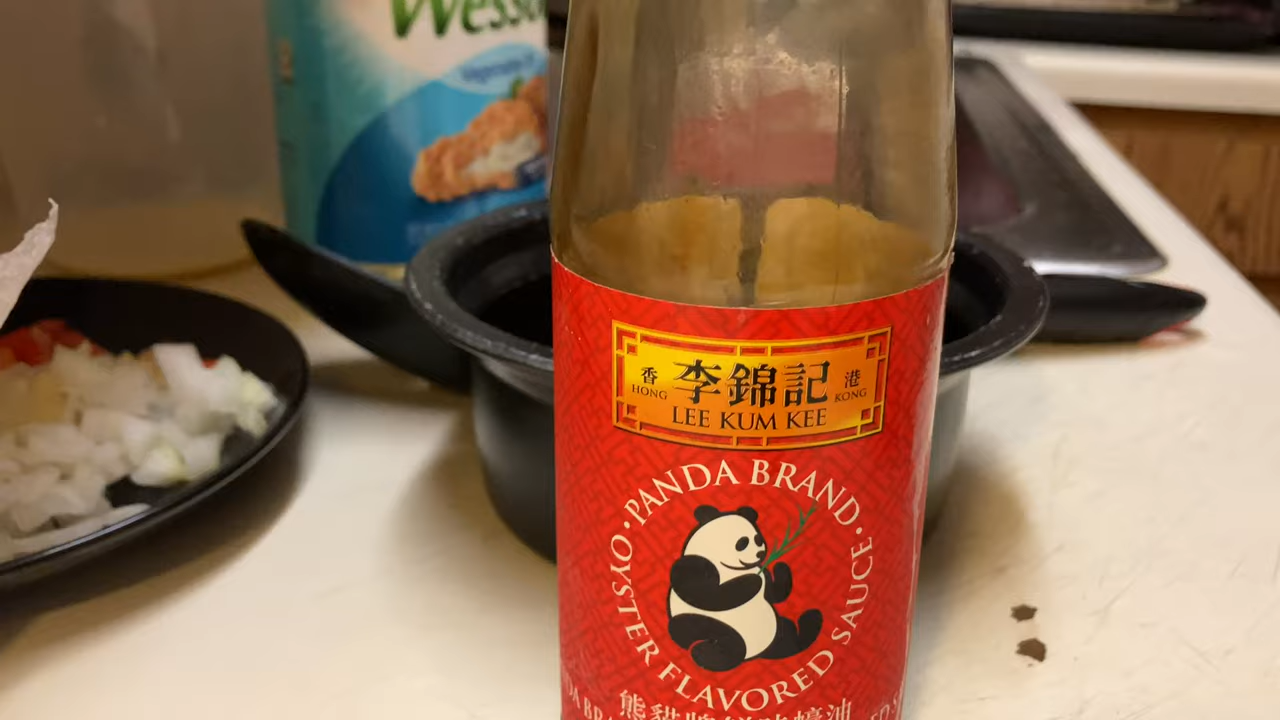 香 李錦記 港
HONG LEE KUM KEE KONG
· PANDA BRAND ·
OYSTER FLAVORED SAUCE